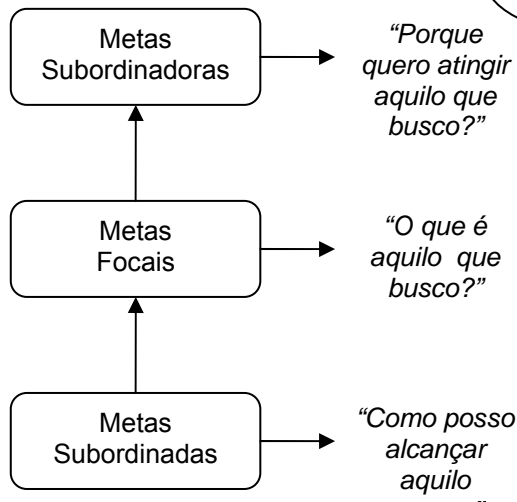 Metas
Subordinadoras
“Porque
quero atingir
aquilo que
busco?”
Metas
Focais
“O que é
aquilo que
busco?”
Metas
Subordinadas
“Como posso
alcançar
aquilo